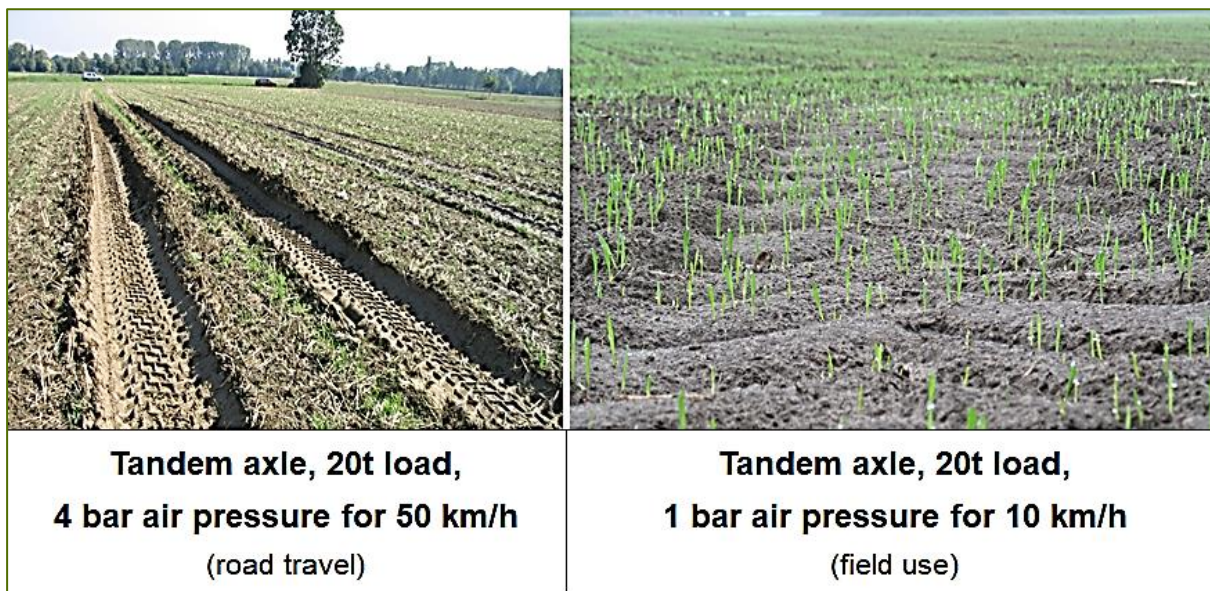 Tandem axle, 20t load,
4 bar air pressure for 50 km/h
(road travel)
Tandem axle, 20t load,
1 bar air pressure for 10 km/h
(field use)